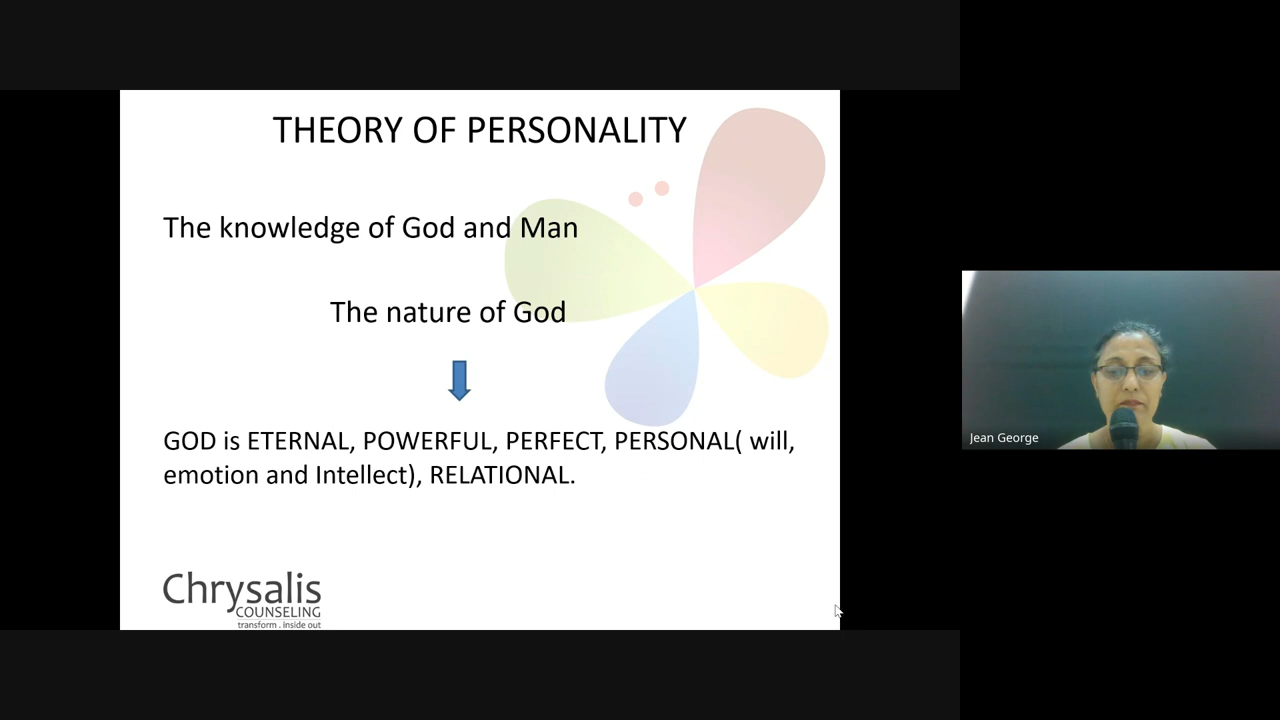 THEORY OF PERSONALITY
The knowledge of God and Man
The nature of God
GOD is ETERNAL, POWERFUL, PERFECT, PERSONAL( will,
emotion and Intellect), RELATIONAL.
Chrysalis
COUNSELING
transform . inside out
Jean George